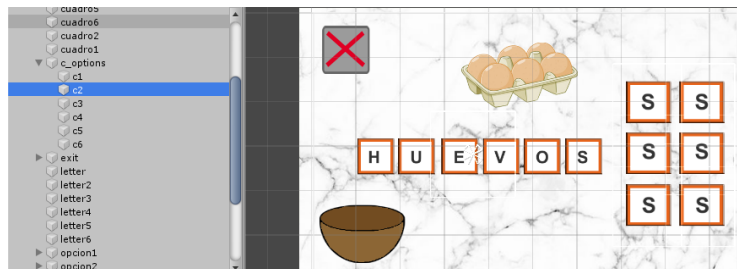 cuadro5
cuadro6
cuadro2
cuadro1
c_options
c1
c2
c3
c4
c5
c6
exit
letter
letter2
letter3
letter4
letter5
letter6
opcion1
opcion2
H U E V O S
S S
S S
S S